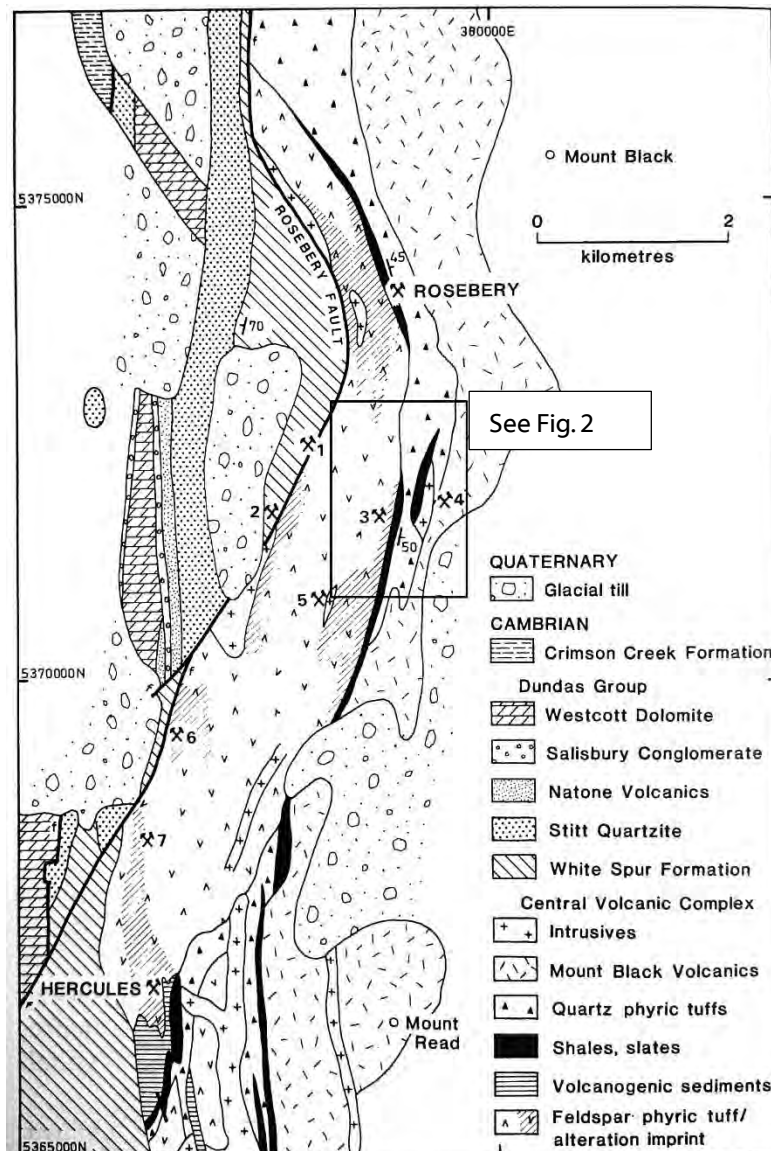 380000E
Mount Black
5375000N
0 2
kilometres
ROSEBERY FAULT
45
ROSEBERY
70
See Fig. 2
1
2
3
4
50
5
QUATERNARY
Glacial till
CAMBRIAN
Crimson Creek Formation
5370000N
Dundas Group
Westcott Dolomite
6
Salisbury Conglomerate
Natone Volcanics
Stitt Quartzite
7
White Spur Formation
Central Volcanic Complex
Intrusives
Mount Black Volcanics
HERCULES
Quartz phyric tuffs
Mount
Read
Shales, slates
Volcanogenic sediments
Feldspar phyric tuff/
alteration imprint
5365000N
f
f
f
f